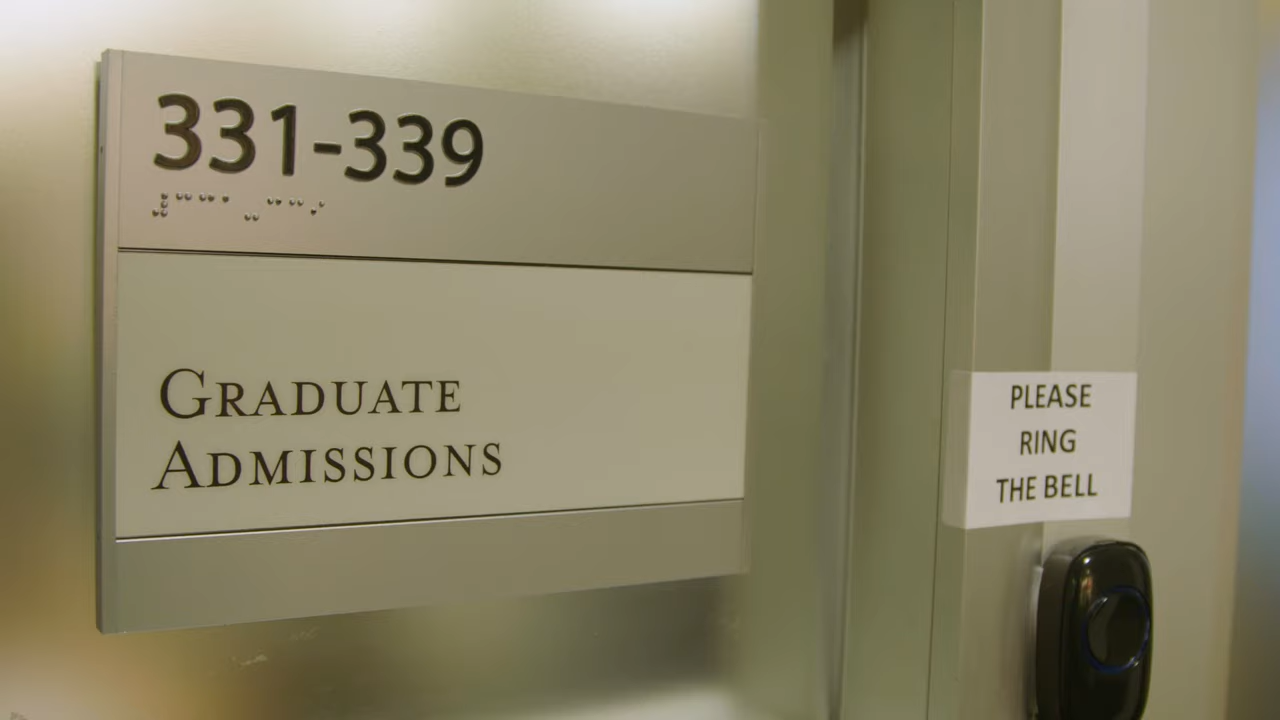 331-339
⠼⠉⠉⠁⠤⠉⠉⠊
GRADUATE
ADMISSIONS
PLEASE
RING
THE BELL